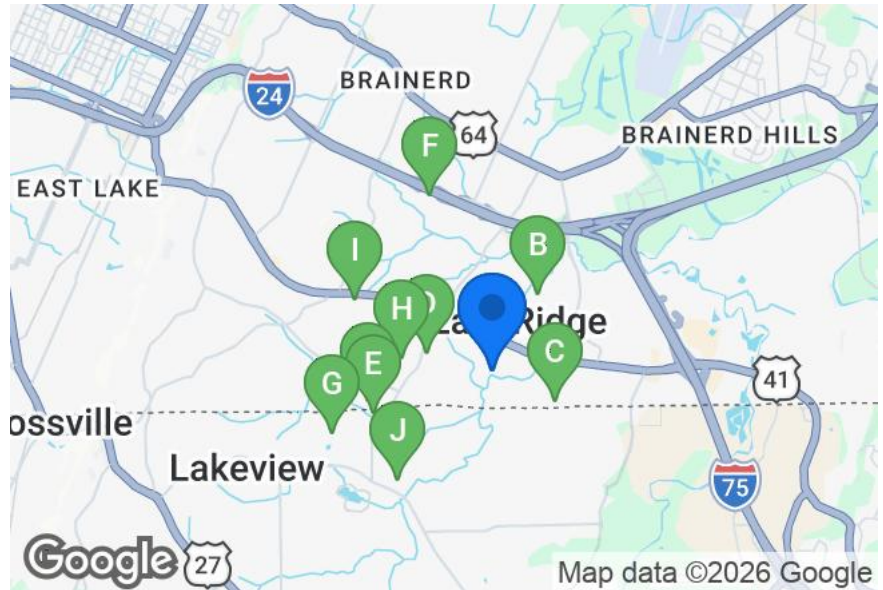 BRAINERD
24
64
F
BRAINERD HILLS
EAST LAKE
B
I
H
D
Ridge
C
E
G
41
ossville
J
Lakeview
75
Google
27
Map data ©2026 Google